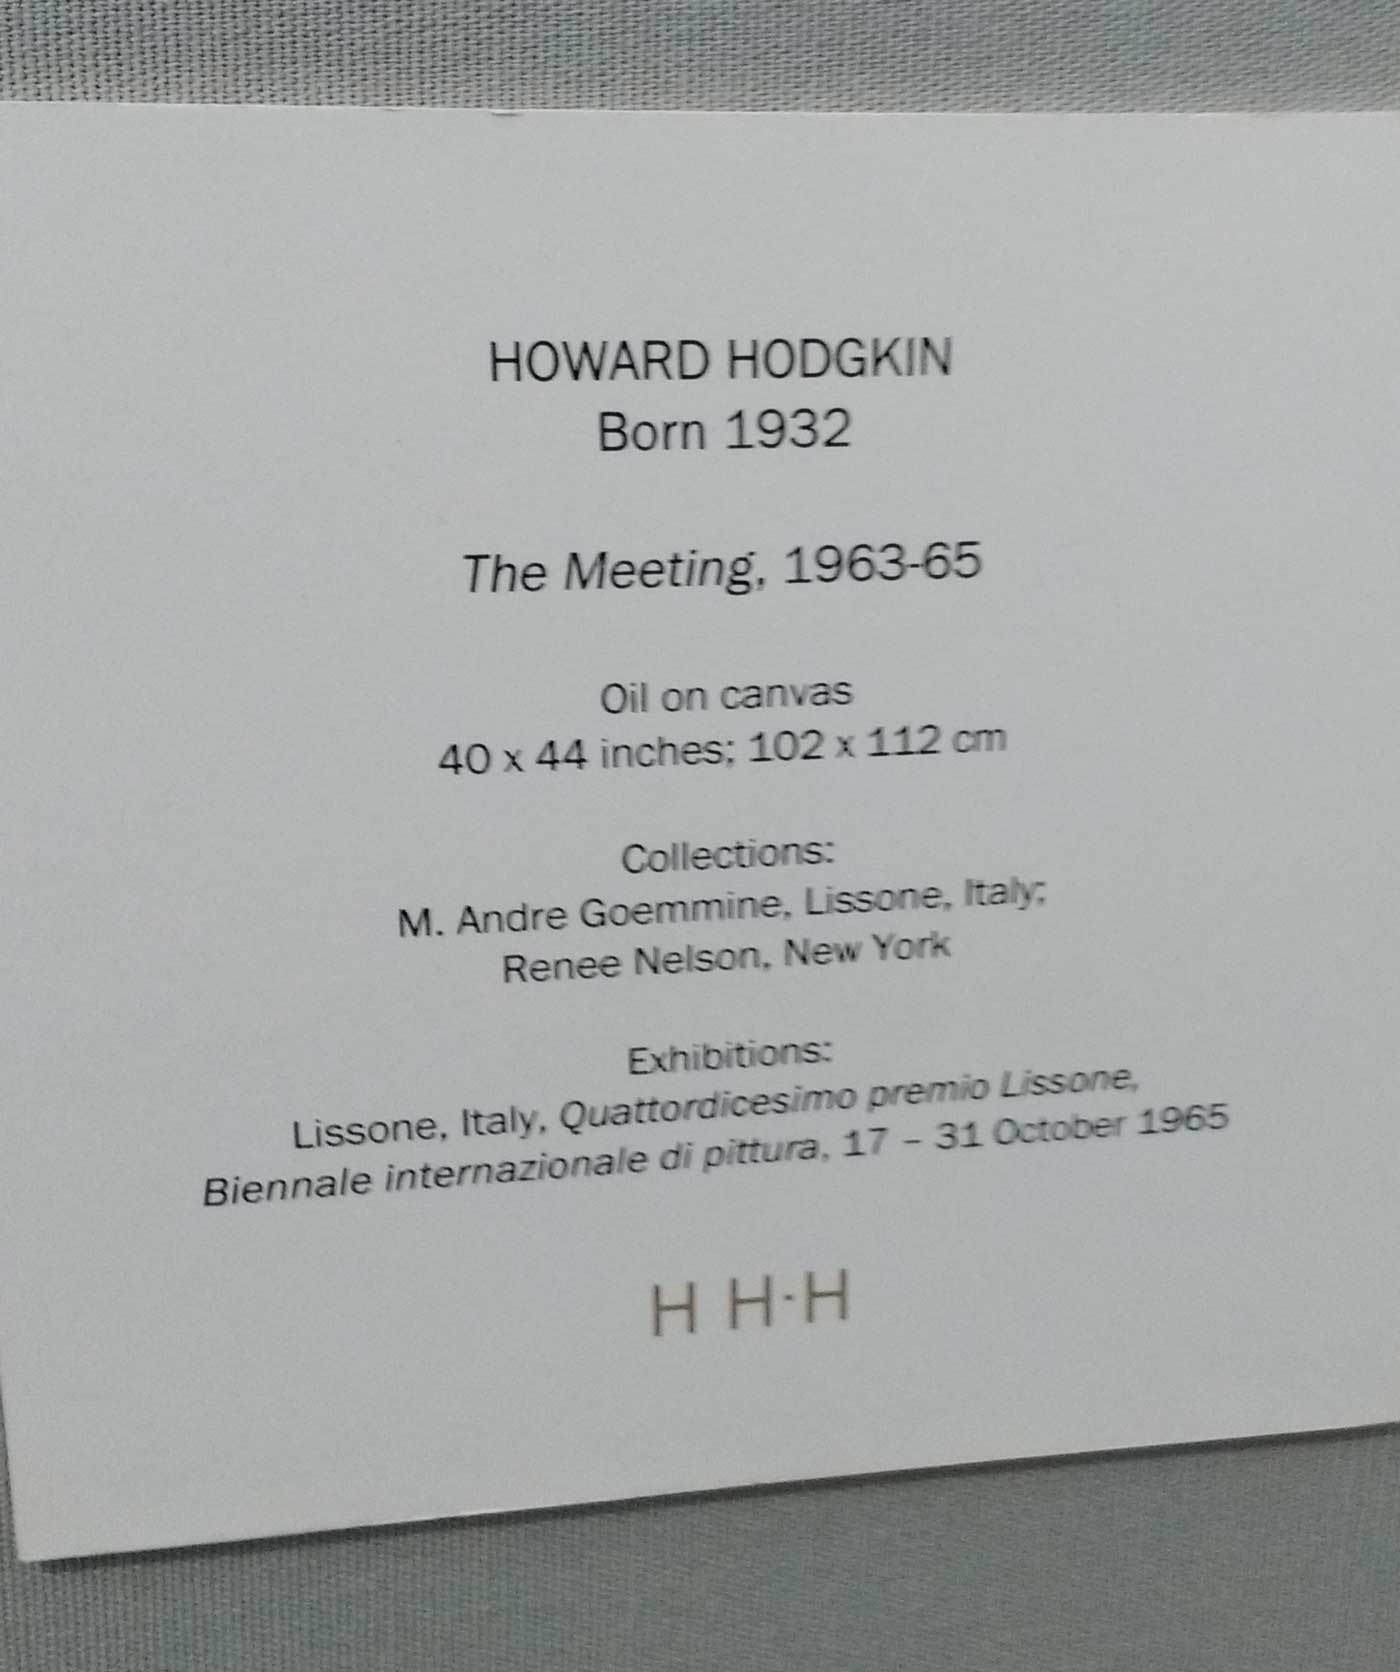 HOWARD HODGKIN
Born 1932
The Meeting, 1963-65
Oil on canvas
40 x 44 inches; 102 x 112 cm
Collections:
M. Andre Goemmine, Lissone, Italy;
Renee Nelson, New York
Exhibitions:
Lissone, Italy, Quattordicesimo premio Lissone,
Biennale internazionale di pittura, 17 – 31 October 1965
H H·H